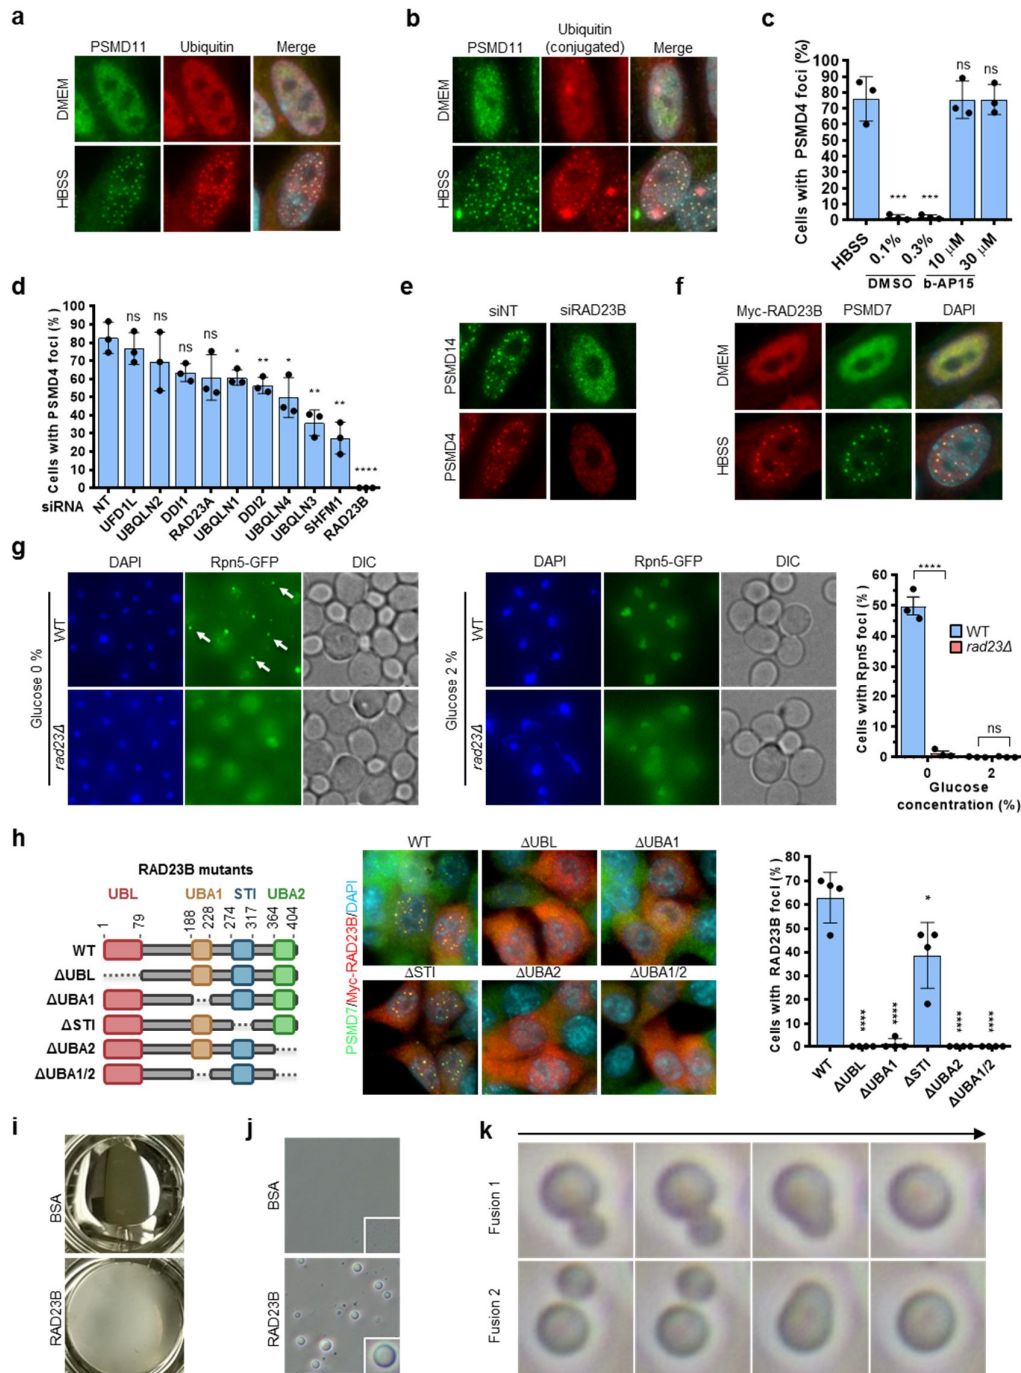 a
PSMD11 Ubiquitin Merge
DMEM
HBSS
b
PSMD11 Ubiquitin (conjugated) Merge
DMEM
HBSS
c
Cells with PSMD4 foci (%)
100
90
80
70
60
50
40
30
20
10
0
*** *** ns ns
HBSS 0.1% 0.3% 10 µM 30 µM
DMSO b-AP15
d
Cells with PSMD4 foci (%)
100
90
80
70
60
50
40
30
20
10
0
ns ns ns ns * ** * ** ** ****
siRNA
NT UFD1L UBQLN2 DDI1 RAD23A UBQLN1 DDI2 UBQLN4 UBQLN3 SHFM1 RAD23B
e
siNT siRAD23B
PSMD14
PSMD4
f
Myc-RAD23B PSMD7 DAPI
DMEM
HBSS
g
DAPI Rpn5-GFP DIC
Glucose 0 %
WT
rad23Δ
DAPI Rpn5-GFP DIC
Glucose 2 %
WT
rad23Δ
Cells with Rpn5 foci (%)
60
50
40
30
20
10
0
****
WT
rad23Δ
ns
0 2
Glucose
concentration (%)
h
RAD23B mutants
UBL UBA1 STI UBA2
1 79 188 228 274 317 364 404
WT
ΔUBL
ΔUBA1
ΔSTI
ΔUBA2
ΔUBA1/2
PSMD7/Myc-RAD23B/DAPI
WT ΔUBL ΔUBA1
ΔSTI ΔUBA2 ΔUBA1/2
Cells with RAD23B foci (%)
80
70
60
50
40
30
20
10
0
**** **** * **** ****
WT ΔUBL ΔUBA1 ΔSTI ΔUBA2 ΔUBA1/2
i
BSA
RAD23B
j
BSA
RAD23B
k
Fusion 1
Fusion 2